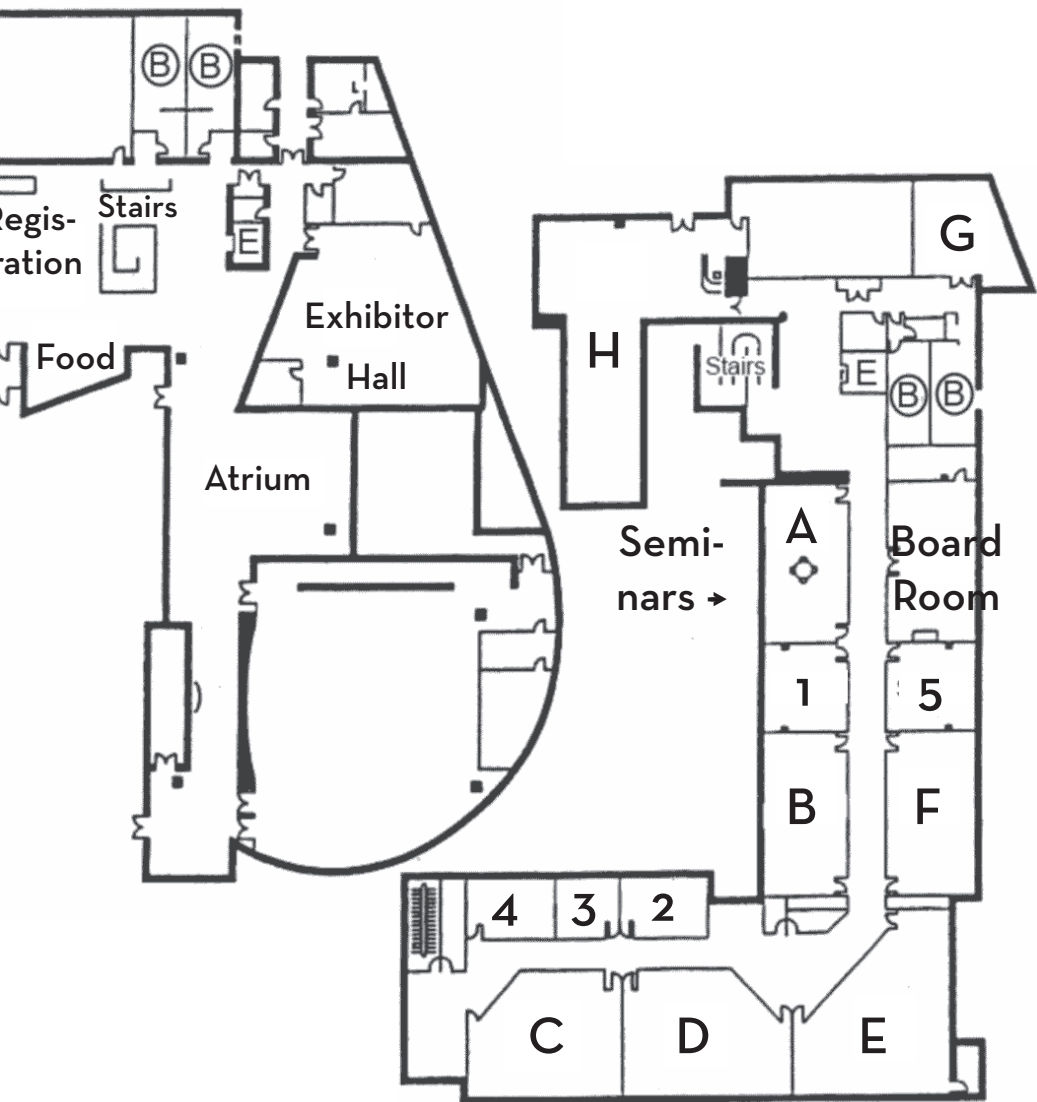 B B
Regis-
ration
Stairs
E
Food
Exhibitor
Hall
Atrium
G
H
Stairs
E
B B
Semi-
nars →
A
Board
Room
1
5
B
F
4
3
2
C
D
E